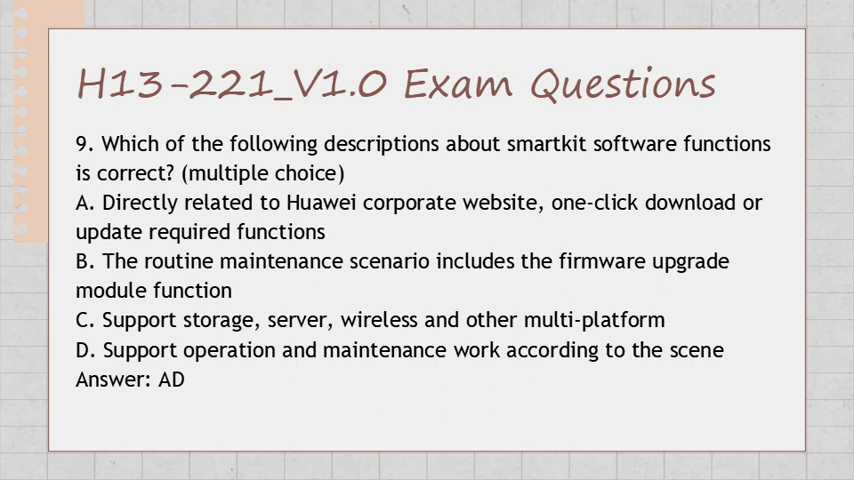 H13-221_V1.0 Exam Questions
9. Which of the following descriptions about smartkit software functions
is correct? (multiple choice)
A. Directly related to Huawei corporate website, one-click download or
update required functions
B. The routine maintenance scenario includes the firmware upgrade
module function
C. Support storage, server, wireless and other multi-platform
D. Support operation and maintenance work according to the scene
Answer: AD